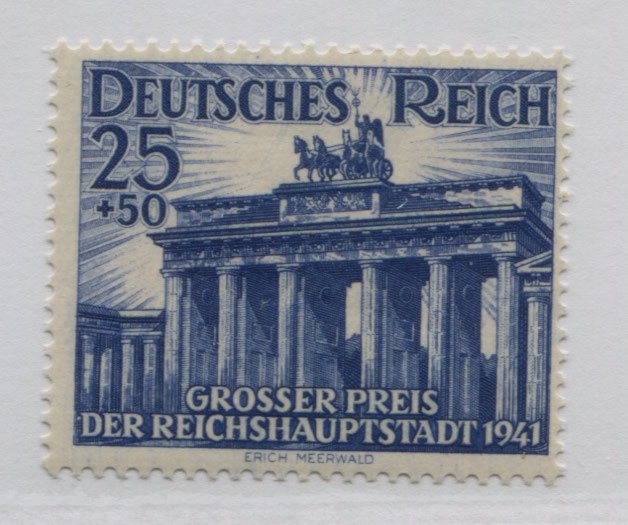 DEUTSCHES REICH
25
+50
GROSSER PREIS
DER REICHSHAUPTSTADT 1941
ERICH MEERWALD